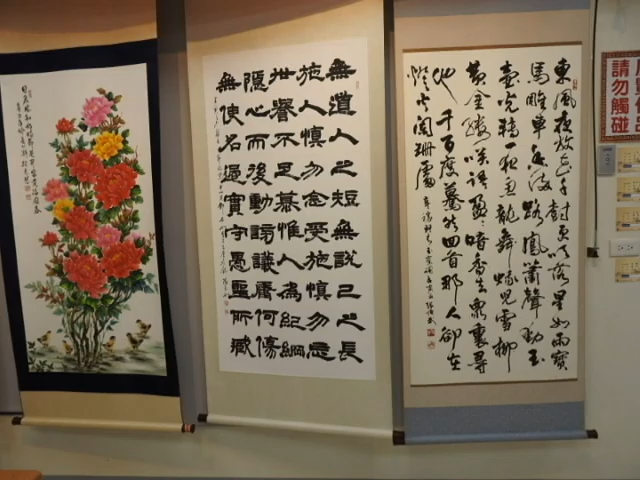 請勿觸碰
東風夜放花千樹更吹落星如雨寶
馬雕車香滿路鳳簫聲動玉
壺光轉一夜魚龍舞蛾兒雪柳
黃金縷笑語盈盈暗香去眾裏尋
他千百度驀然回首那人卻在
燈火闌珊處
無道人之短無說己之長
施人慎勿念受施慎勿忘
世譽不足慕惟人為紀綱
隱心而後動謗議庸何傷
無使名過實守愚聖所臧